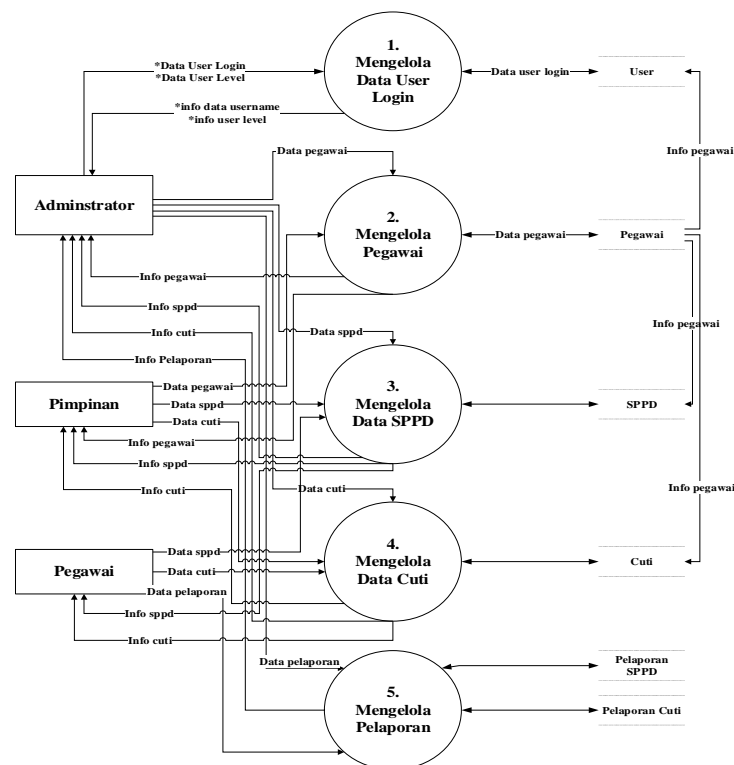 1.
Mengelola
Data User
Login
*Data User Login
*Data User Level
Data user login
User
*info data username
*info user level
Info pegawai
Data pegawai
Adminstrator
2.
Mengelola
Pegawai
Data pegawai
Pegawai
Info pegawai
Info sppd
Info cuti
Info Pelaporan
Data sppd
Info pegawai
Pimpinan
Data pegawai
Data sppd
Data cuti
3.
Mengelola
Data SPPD
SPPD
Info pegawai
Info sppd
Info cuti
Data cuti
Info pegawai
4.
Mengelola
Data Cuti
Cuti
Pegawai
Data sppd
Data cuti
Data pelaporan
Info sppd
Info cuti
Data pelaporan
5.
Mengelola
Pelaporan
Pelaporan
SPPD
Pelaporan Cuti